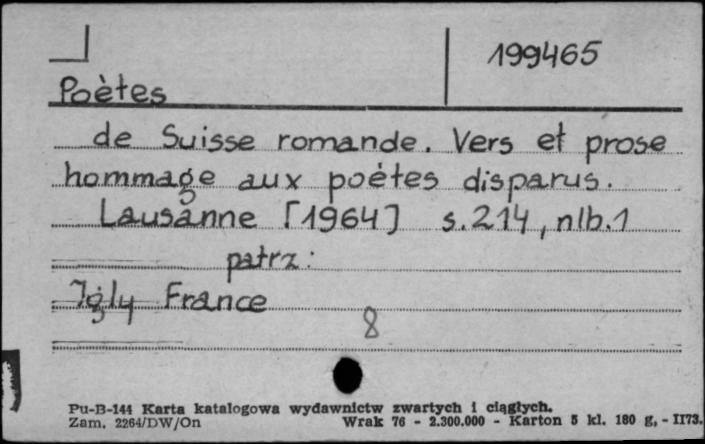 199465
Poètes
de Suisse romande. Vers et prose
hommage aux poètes disparus.
Lausanne [1964] s. 214, nlb. 1
patrz:
Igly France
8
Pu-B-144 Karta katalogowa wydawnictw zwartych i ciągłych.
Zam. 2264/DW/On Wrak 76 - 2.300.000 - Karton 5 kl. 180 g. - II73.